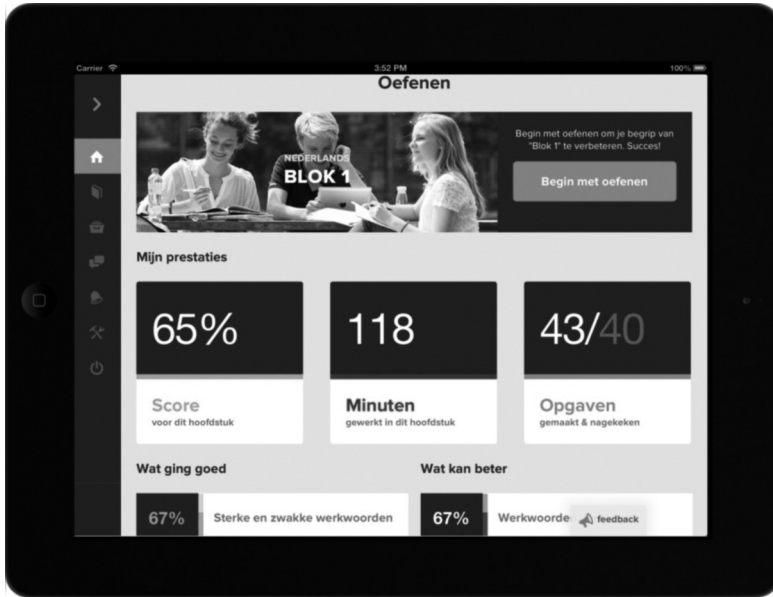 Carrier 3:52 PM 100%
Oefenen
NEDERLANDS
BLOK 1
Begin met oefenen om je begrip van
"Blok 1" te verbeteren. Succes!
Begin met oefenen
Mijn prestaties
65% 118 43/40
Score Minuten Opgaven
voor dit hoofdstuk gewerkt in dit hoofdstuk gemaakt & nagekeken
Wat ging goed Wat kan beter
67% Sterke en zwakke werkwoorden 67% Werkwoorde feedback